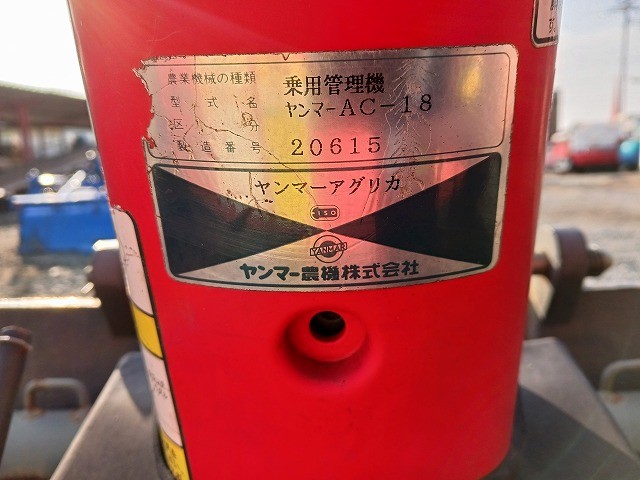 農業機械の種類 乗用管理機
型式名 ヤンマーAC-18
区分
製造番号 20615
ヤンマーアグリカ
ISO
YANMAR
ヤンマー農機株式会社